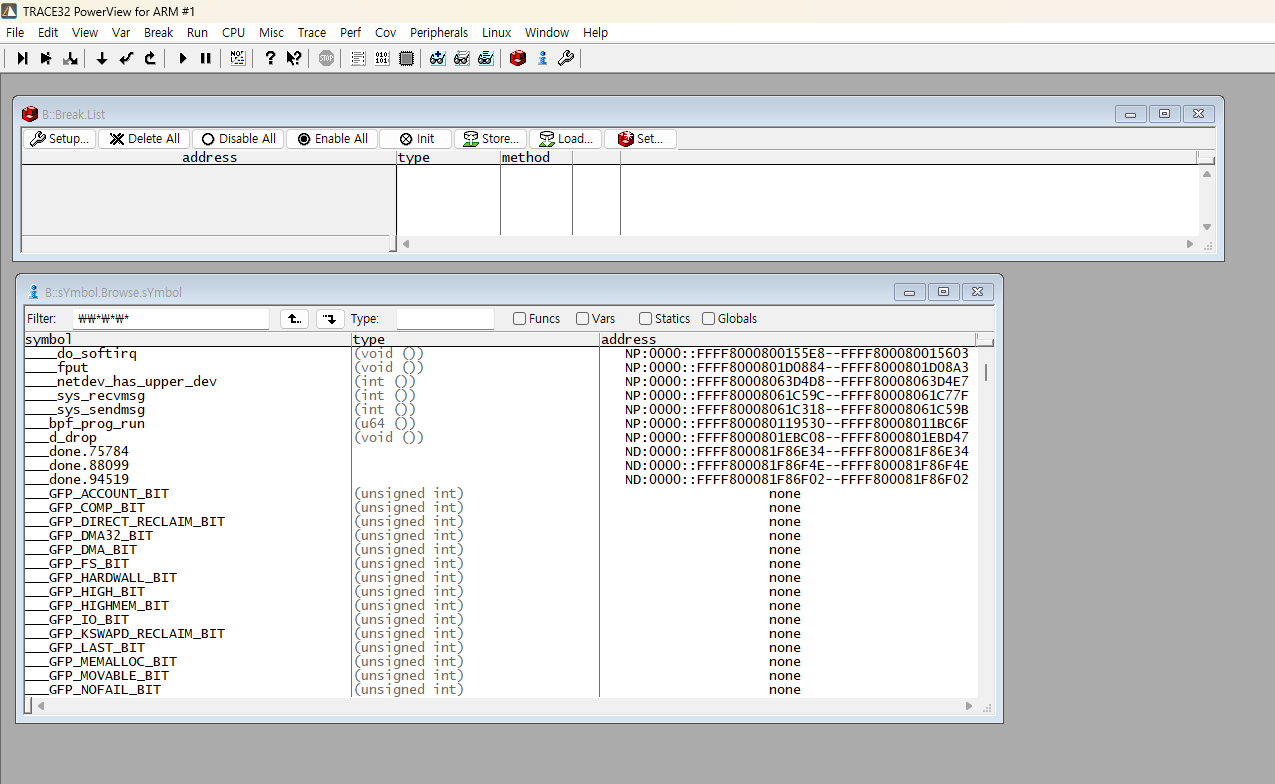 TRACE32 PowerView for ARM #1
File Edit View Var Break Run CPU Misc Trace Perf Cov Peripherals Linux Window Help
B::Break.List
Setup... Delete All Disable All Enable All Init Store... Load... Set...
address type method
B::sYmbol.Browse.sYmbol
Filter: ₩₩*₩*₩* Type: Funcs Vars Statics Globals
symbol type address
____do_softirq (void ()) NP:0000::FFFF8000800155E8--FFFF800080015603
____fput (void ()) NP:0000::FFFF8000801D0884--FFFF8000801D08A3
____netdev_has_upper_dev (int ()) NP:0000::FFFF80008063D4D8--FFFF80008063D4E7
____sys_recvmsg (int ()) NP:0000::FFFF80008061C59C--FFFF80008061C77F
____sys_sendmsg (int ()) NP:0000::FFFF80008061C318--FFFF80008061C59B
___bpf_prog_run (u64 ()) NP:0000::FFFF800080119530--FFFF80008011BC6F
___d_drop (void ()) NP:0000::FFFF8000801EBC08--FFFF8000801EBD47
___done.75784 ND:0000::FFFF800081F86E34--FFFF800081F86E34
___done.88099 ND:0000::FFFF800081F86F4E--FFFF800081F86F4E
___done.94519 ND:0000::FFFF800081F86F02--FFFF800081F86F02
___GFP_ACCOUNT_BIT (unsigned int) none
___GFP_COMP_BIT (unsigned int) none
___GFP_DIRECT_RECLAIM_BIT (unsigned int) none
___GFP_DMA32_BIT (unsigned int) none
___GFP_DMA_BIT (unsigned int) none
___GFP_FS_BIT (unsigned int) none
___GFP_HARDWALL_BIT (unsigned int) none
___GFP_HIGH_BIT (unsigned int) none
___GFP_HIGHMEM_BIT (unsigned int) none
___GFP_IO_BIT (unsigned int) none
___GFP_KSWAPD_RECLAIM_BIT (unsigned int) none
___GFP_LAST_BIT (unsigned int) none
___GFP_MEMALLOC_BIT (unsigned int) none
___GFP_MOVABLE_BIT (unsigned int) none
___GFP_NOFAIL_BIT (unsigned int) none